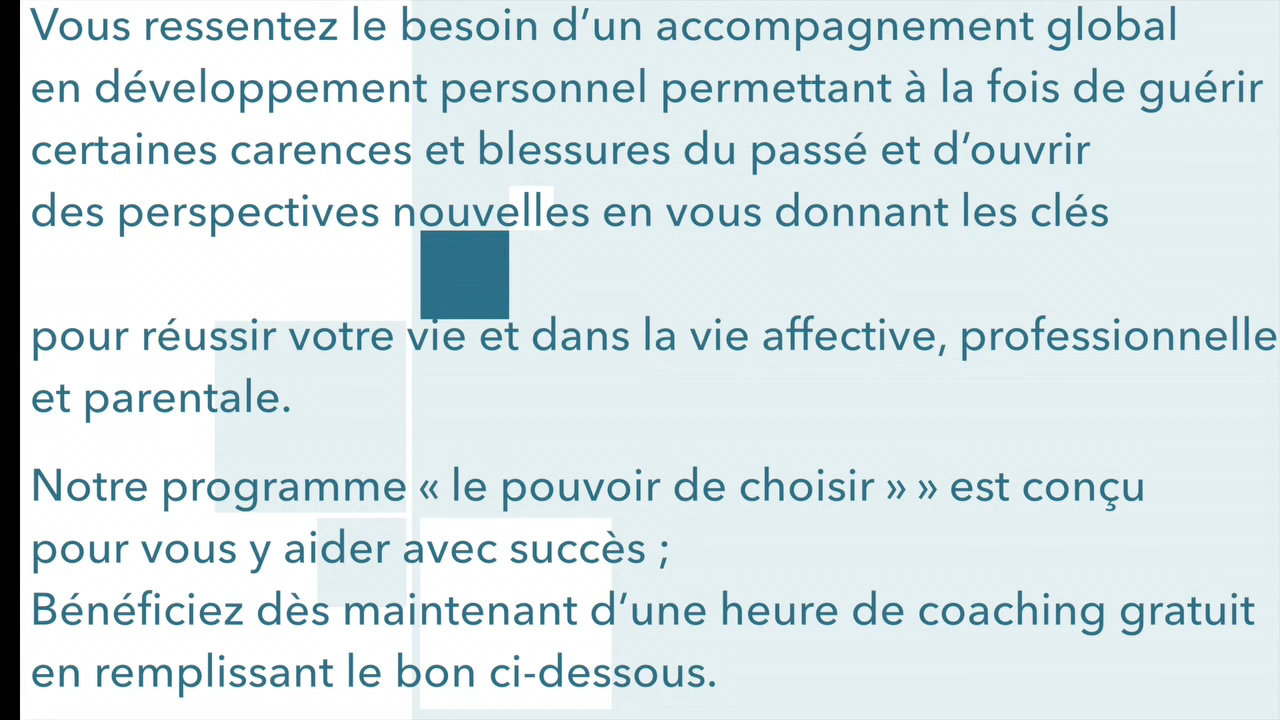 Vous ressentez le besoin d’un accompagnement global
en développement personnel permettant à la fois de guérir
certaines carences et blessures du passé et d’ouvrir
des perspectives nouvelles en vous donnant les clés
pour réussir votre vie et dans la vie affective, professionnelle
et parentale.
Notre programme « le pouvoir de choisir » » est conçu
pour vous y aider avec succès ;
Bénéficiez dès maintenant d’une heure de coaching gratuit
en remplissant le bon ci-dessous.